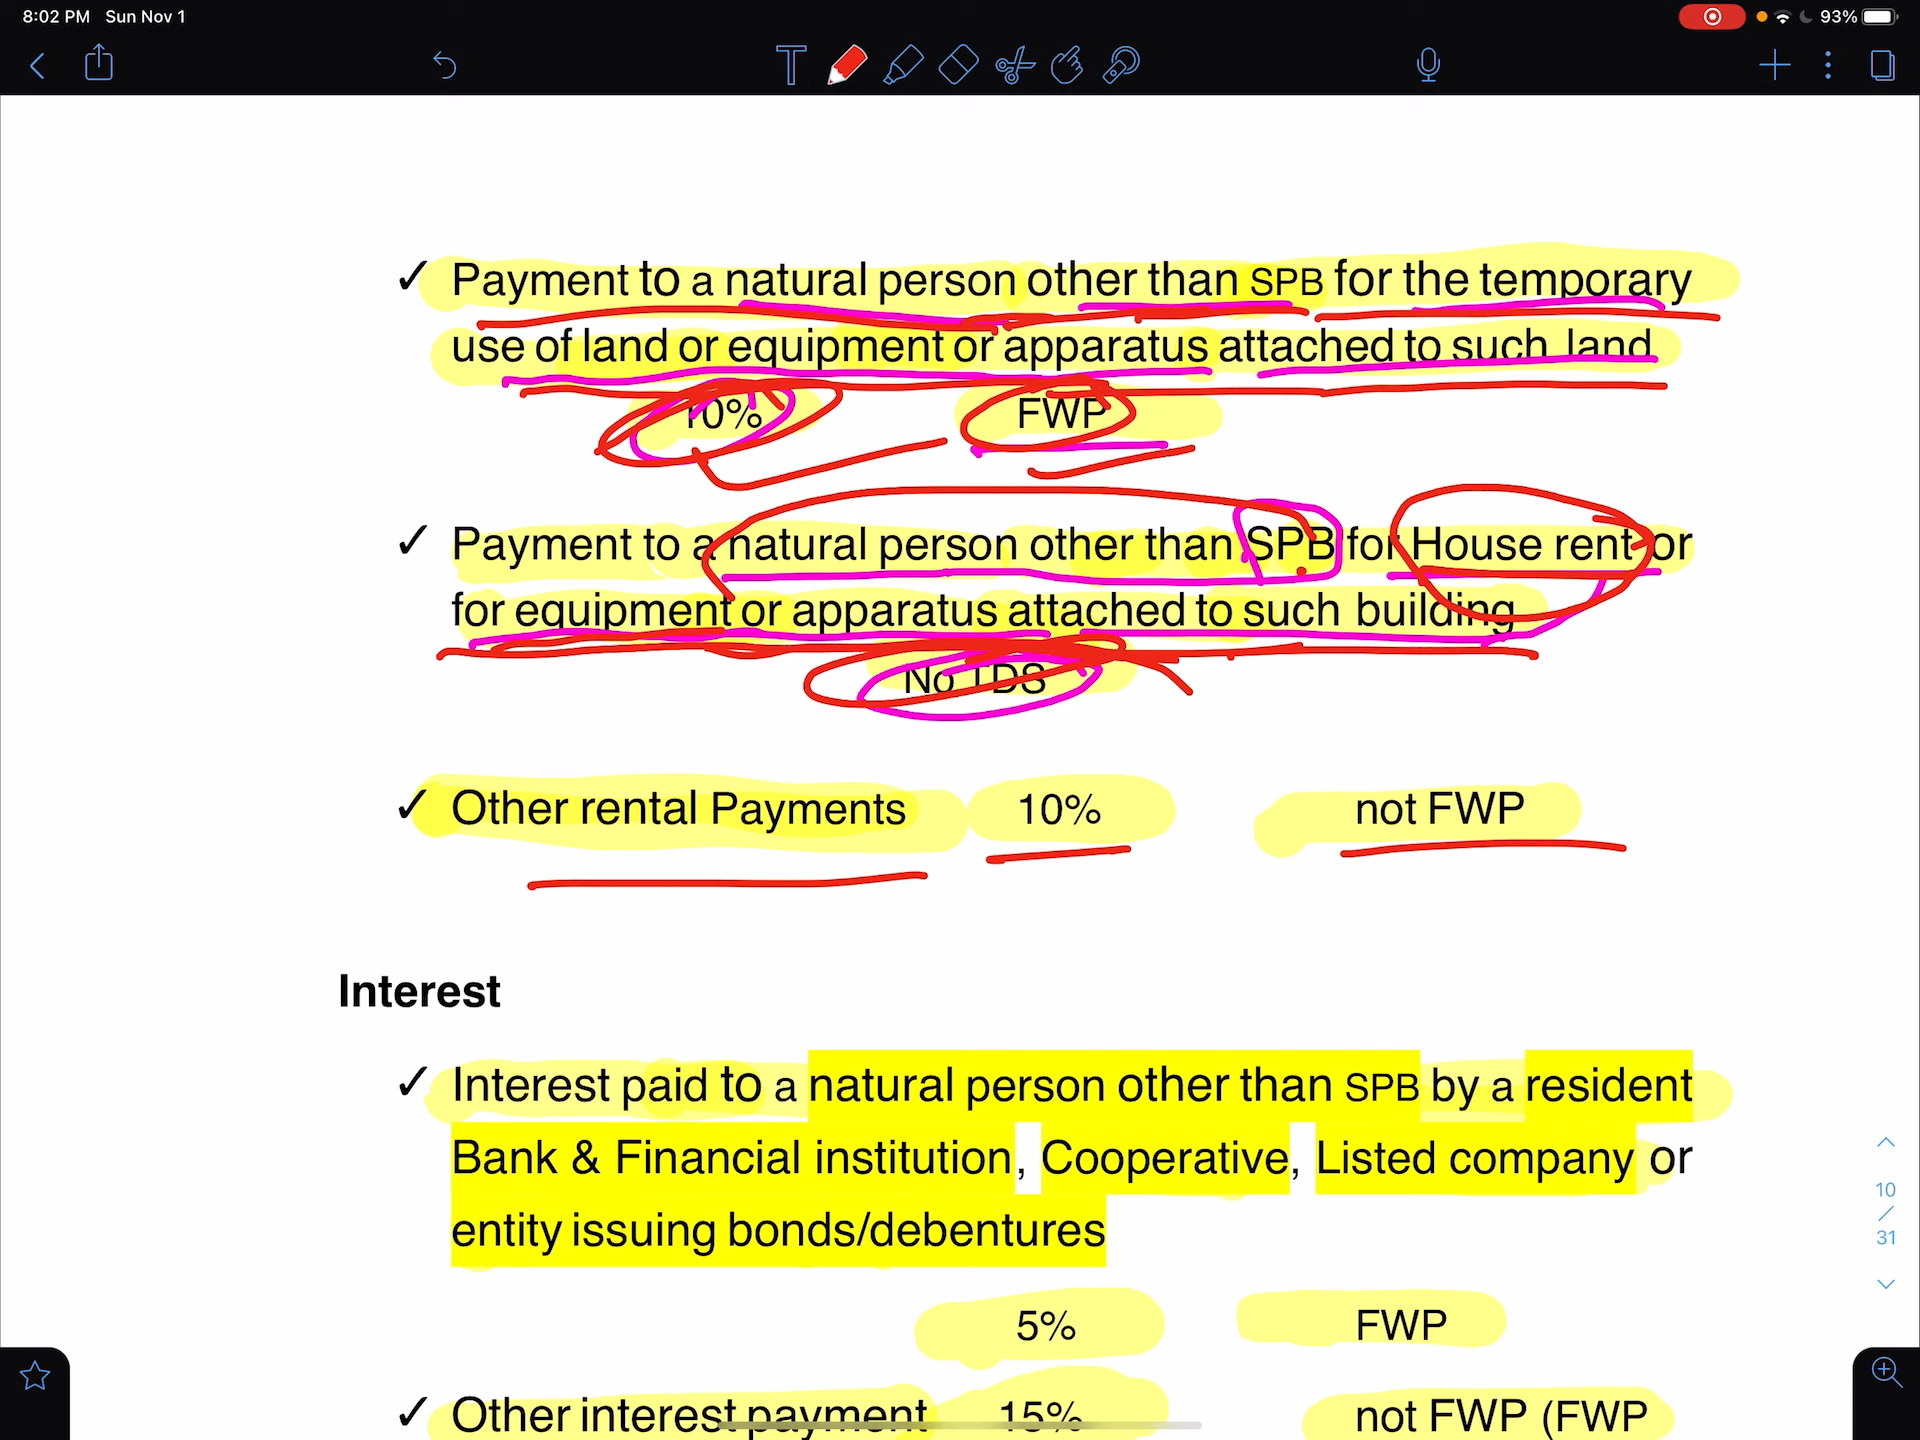 8:02 PM Sun Nov 1
93%
✓ Payment to a natural person other than SPB for the temporary
use of land or equipment or apparatus attached to such land
10% FWP
✓ Payment to a natural person other than SPB for House rent or
for equipment or apparatus attached to such building
No TDS
✓ Other rental Payments 10% not FWP
Interest
✓ Interest paid to a natural person other than SPB by a resident
Bank & Financial institution, Cooperative, Listed company or
entity issuing bonds/debentures
5% FWP
✓ Other interest payment 15% not FWP (FWP
10
/
31